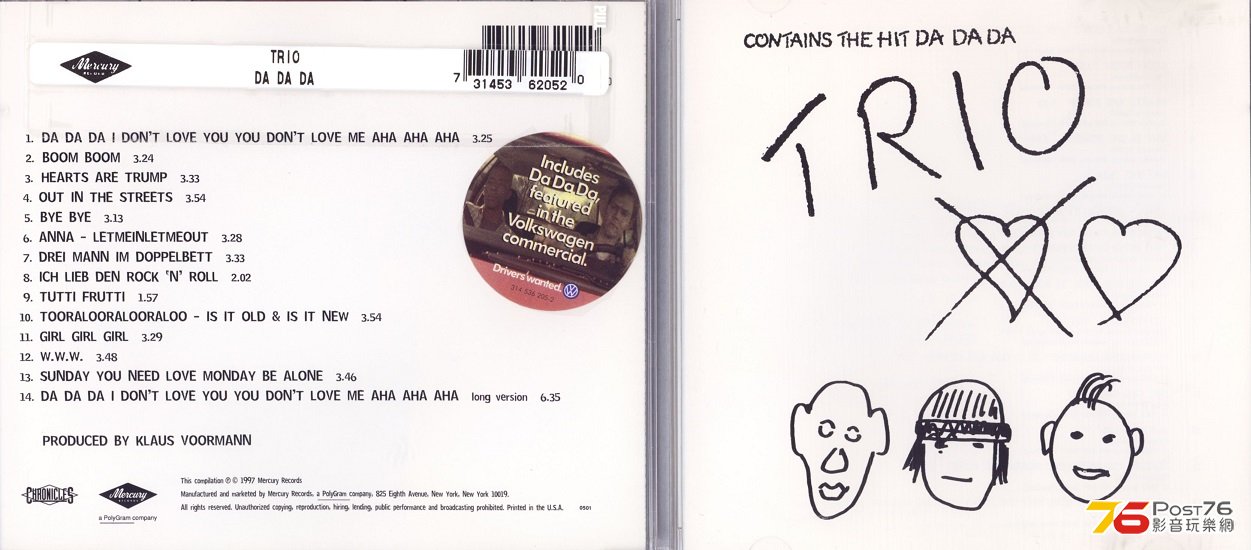 Mercury
RECORDS
TRIO
DA DA DA
7 31453 62052 0
1. DA DA DA I DON'T LOVE YOU YOU DON'T LOVE ME AHA AHA AHA 3.25
2. BOOM BOOM 3.24
3. HEARTS ARE TRUMP 3.33
4. OUT IN THE STREETS 3.54
5. BYE BYE 3.13
6. ANNA – LETMEINLETMEOUT 3.28
7. DREI MANN IM DOPPELBETT 3.33
8. ICH LIEB DEN ROCK 'N' ROLL 2.02
9. TUTTI FRUTTI 1.57
10. TOORALOORALOORALOO – IS IT OLD & IS IT NEW 3.54
11. GIRL GIRL GIRL 3.29
12. W.W.W. 3.48
13. SUNDAY YOU NEED LOVE MONDAY BE ALONE 3.46
14. DA DA DA I DON'T LOVE YOU YOU DON'T LOVE ME AHA AHA AHA long version 6.35
Includes
Da Da Da,
featured
in the
Volkswagen
commercial.
Drivers wanted.
314 536 205-2
PRODUCED BY KLAUS VOORMANN
CHRONICLES
Mercury
RECORDS
a PolyGram company
This compilation ℗ © 1997 Mercury Records
Manufactured and marketed by Mercury Records, a PolyGram company, 825 Eighth Avenue, New York, New York 10019.
All rights reserved. Unauthorized copying, reproduction, hiring, lending, public performance and broadcasting prohibited. Printed in the U.S.A. 0501
CONTAINS THE HIT DA DA DA
TRIO
76 POST76
影音玩樂網